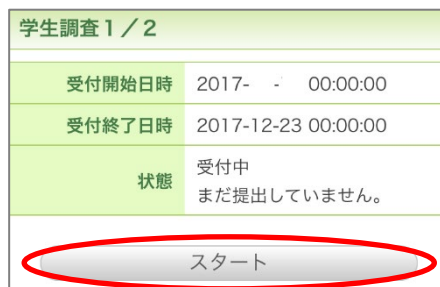 学生調査1／2
受付開始日時 2017- - 00:00:00
受付終了日時 2017-12-23 00:00:00
状態 受付中
まだ提出していません。
スタート